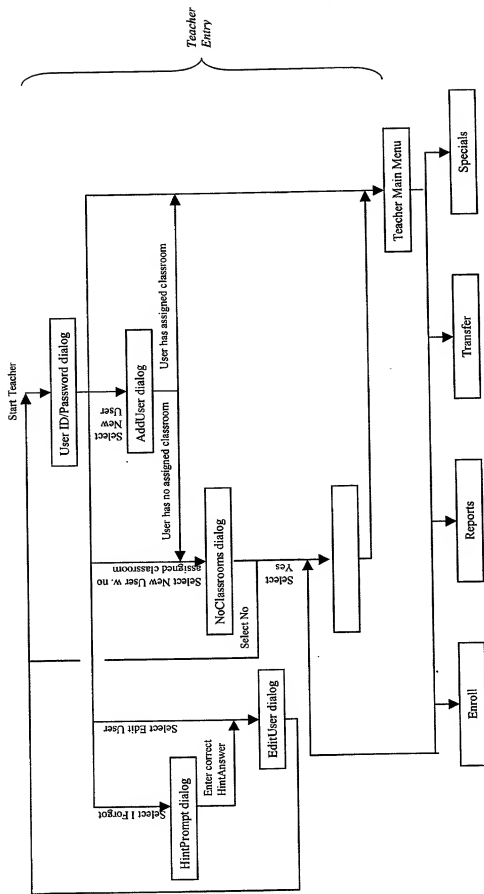 Start Teacher
User ID/Password dialog
Select
New
User
AddUser dialog
User has no assigned classroom
User has assigned classroom
Select New User w. no
assigned classroom
NoClassrooms dialog
Select No
Select
Yes
Select I Forgot
HintPrompt dialog
Enter correct
HintAnswer
Select Edit User
EditUser dialog
Teacher
Entry
Teacher Main Menu
Enroll
Reports
Transfer
Specials